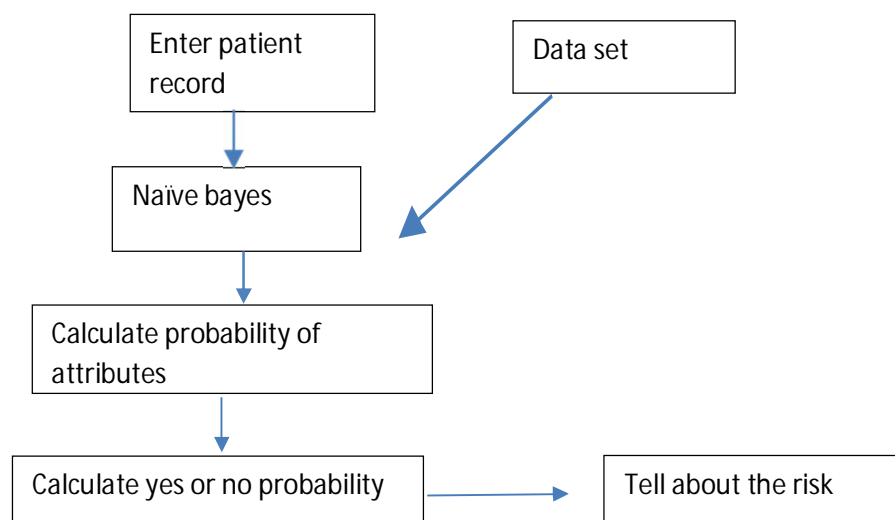 Enter patient
record
Data set
Naïve bayes
Calculate probability of
attributes
Calculate yes or no probability
Tell about the risk